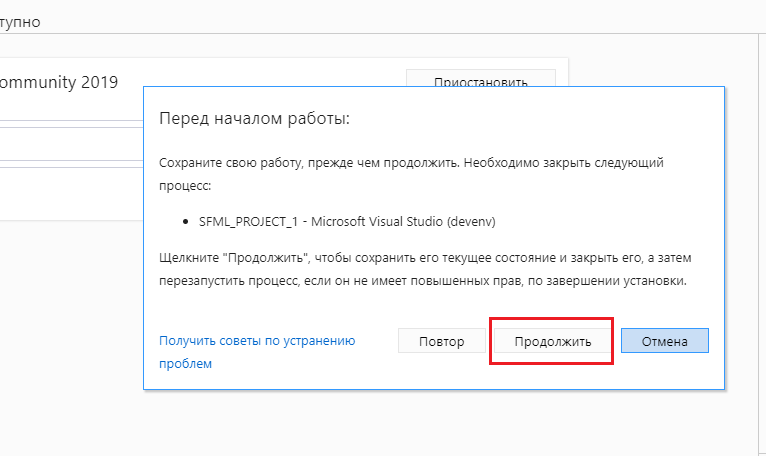 тупно
ommunity 2019
Приостановить
Перед началом работы:
Сохраните свою работу, прежде чем продолжить. Необходимо закрыть следующий
процесс:
• SFML_PROJECT_1 - Microsoft Visual Studio (devenv)
Щелкните "Продолжить", чтобы сохранить его текущее состояние и закрыть его, а затем
перезапустить процесс, если он не имеет повышенных прав, по завершении установки.
Получить советы по устранению
проблем
Повтор
Продолжить
Отмена